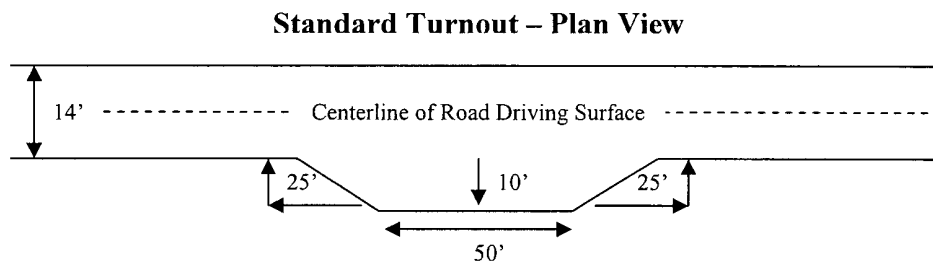 Standard Turnout – Plan View
14’
Centerline of Road Driving Surface
25’
10’
25’
50’